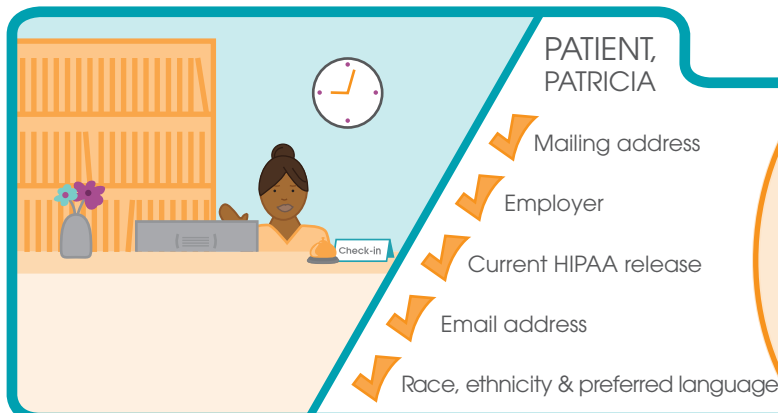 PATIENT,
PATRICIA
Mailing address
Employer
Check-in
Current HIPAA release
Email address
Race, ethnicity & preferred language